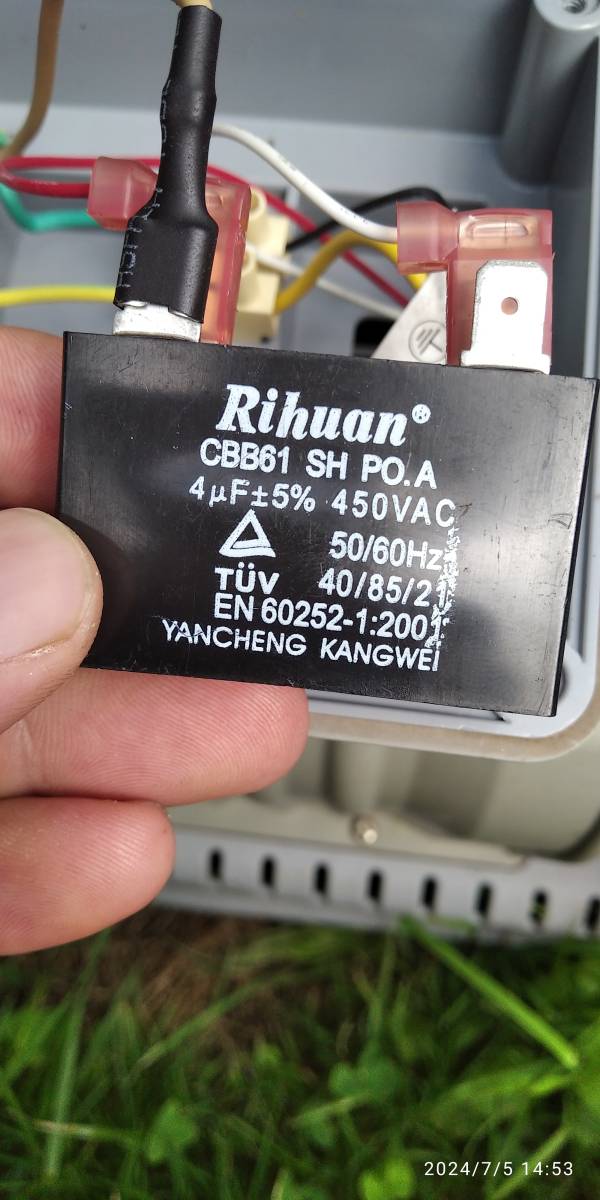 Rihuan®
CBB61 SH PO.A
4μF±5% 450VAC
50/60Hz
TÜV 40/85/21
EN 60252-1:2001
YANCHENG KANGWEI
2024/7/5 14:53